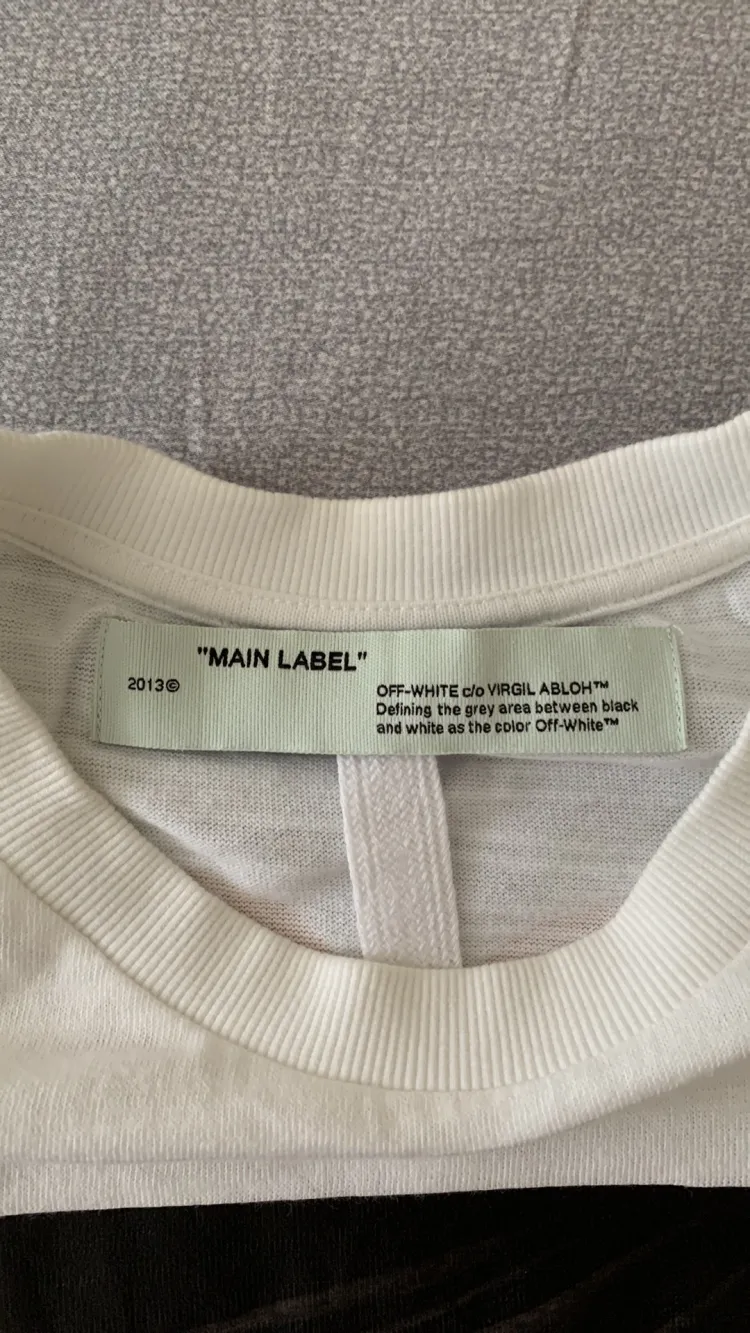 "MAIN LABEL"
2013©
OFF-WHITE c/o VIRGIL ABLOH™
Defining the grey area between black
and white as the color Off-White™